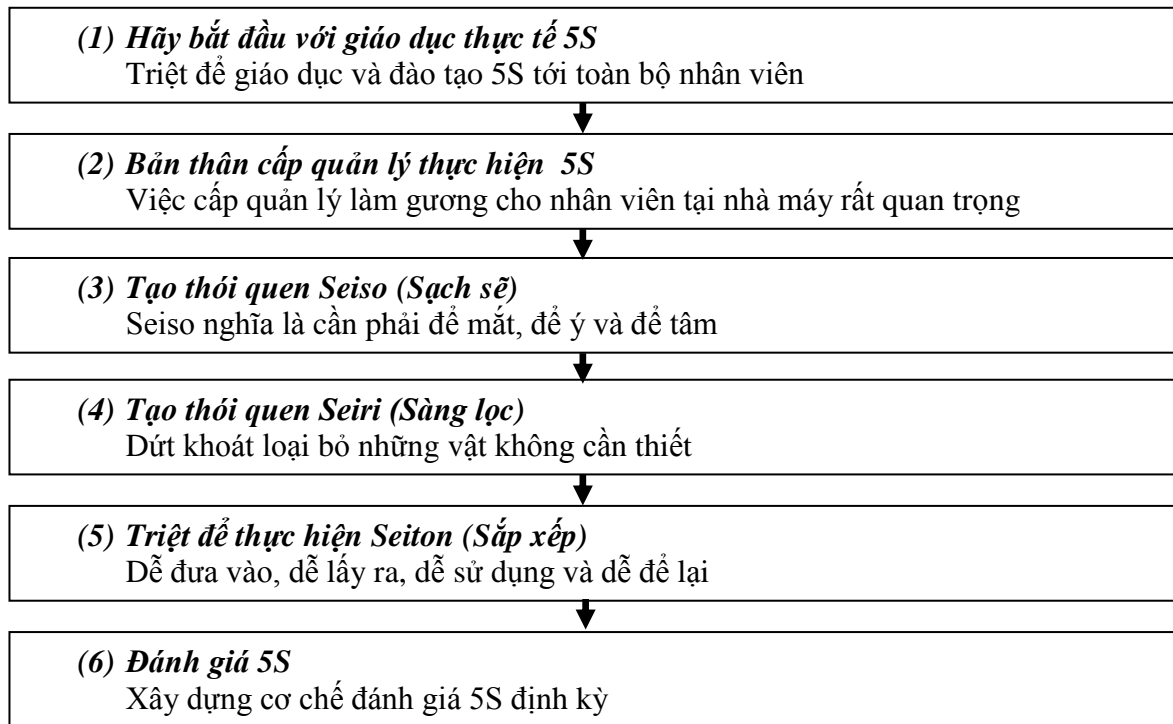 (1) Hãy bắt đầu với giáo dục thực tế 5S
Triệt để giáo dục và đào tạo 5S tới toàn bộ nhân viên
(2) Bản thân cấp quản lý thực hiện 5S
Việc cấp quản lý làm gương cho nhân viên tại nhà máy rất quan trọng
(3) Tạo thói quen Seiso (Sạch sẽ)
Seiso nghĩa là cần phải để mắt, để ý và để tâm
(4) Tạo thói quen Seiri (Sàng lọc)
Dứt khoát loại bỏ những vật không cần thiết
(5) Triệt để thực hiện Seiton (Sắp xếp)
Dễ đưa vào, dễ lấy ra, dễ sử dụng và dễ để lại
(6) Đánh giá 5S
Xây dựng cơ chế đánh giá 5S định kỳ